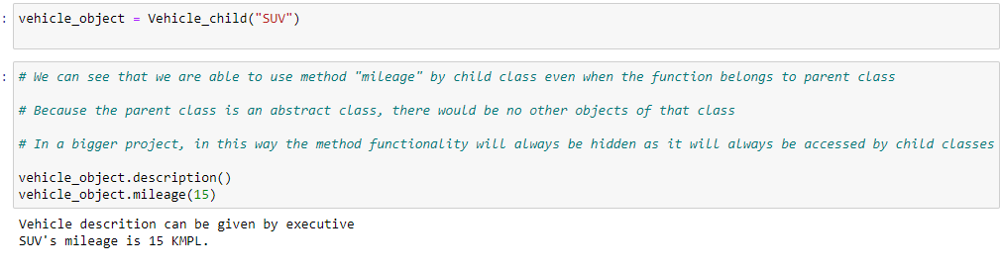 : vehicle_object = Vehicle_child("SUV")
: # We can see that we are able to use method "mileage" by child class even when the function belongs to parent class
# Because the parent class is an abstract class, there would be no other objects of that class
# In a bigger project, in this way the method functionality will always be hidden as it will always be accessed by child classes
vehicle_object.description()
vehicle_object.mileage(15)
Vehicle descrition can be given by executive
SUV's mileage is 15 KMPL.